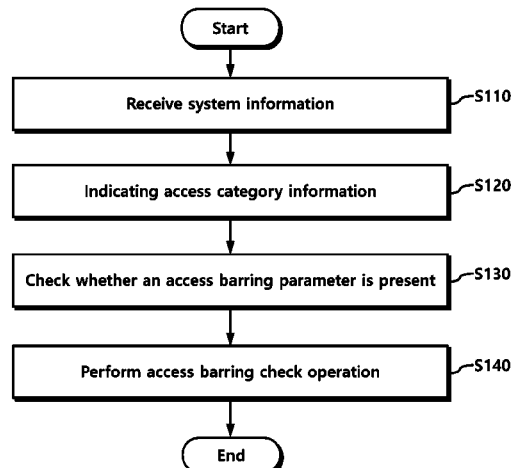 Start
Receive system information
S110
Indicating access category information
S120
Check whether an access barring parameter is present
S130
Perform access barring check operation
S140
End